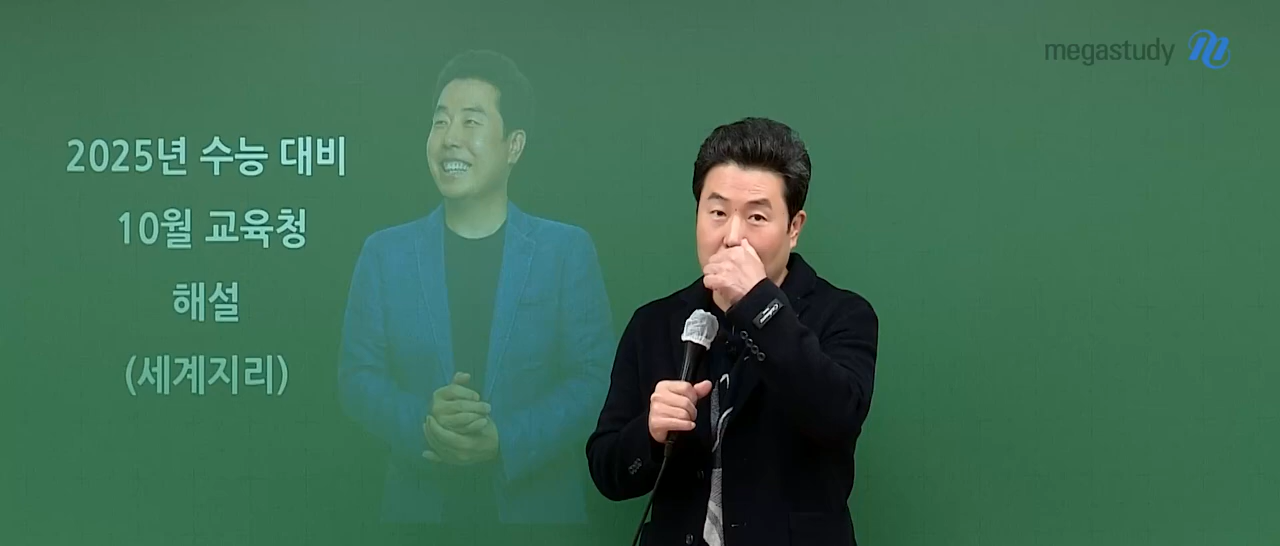 megastudy
2025년 수능 대비
10월 교육청
해설
(세계지리)